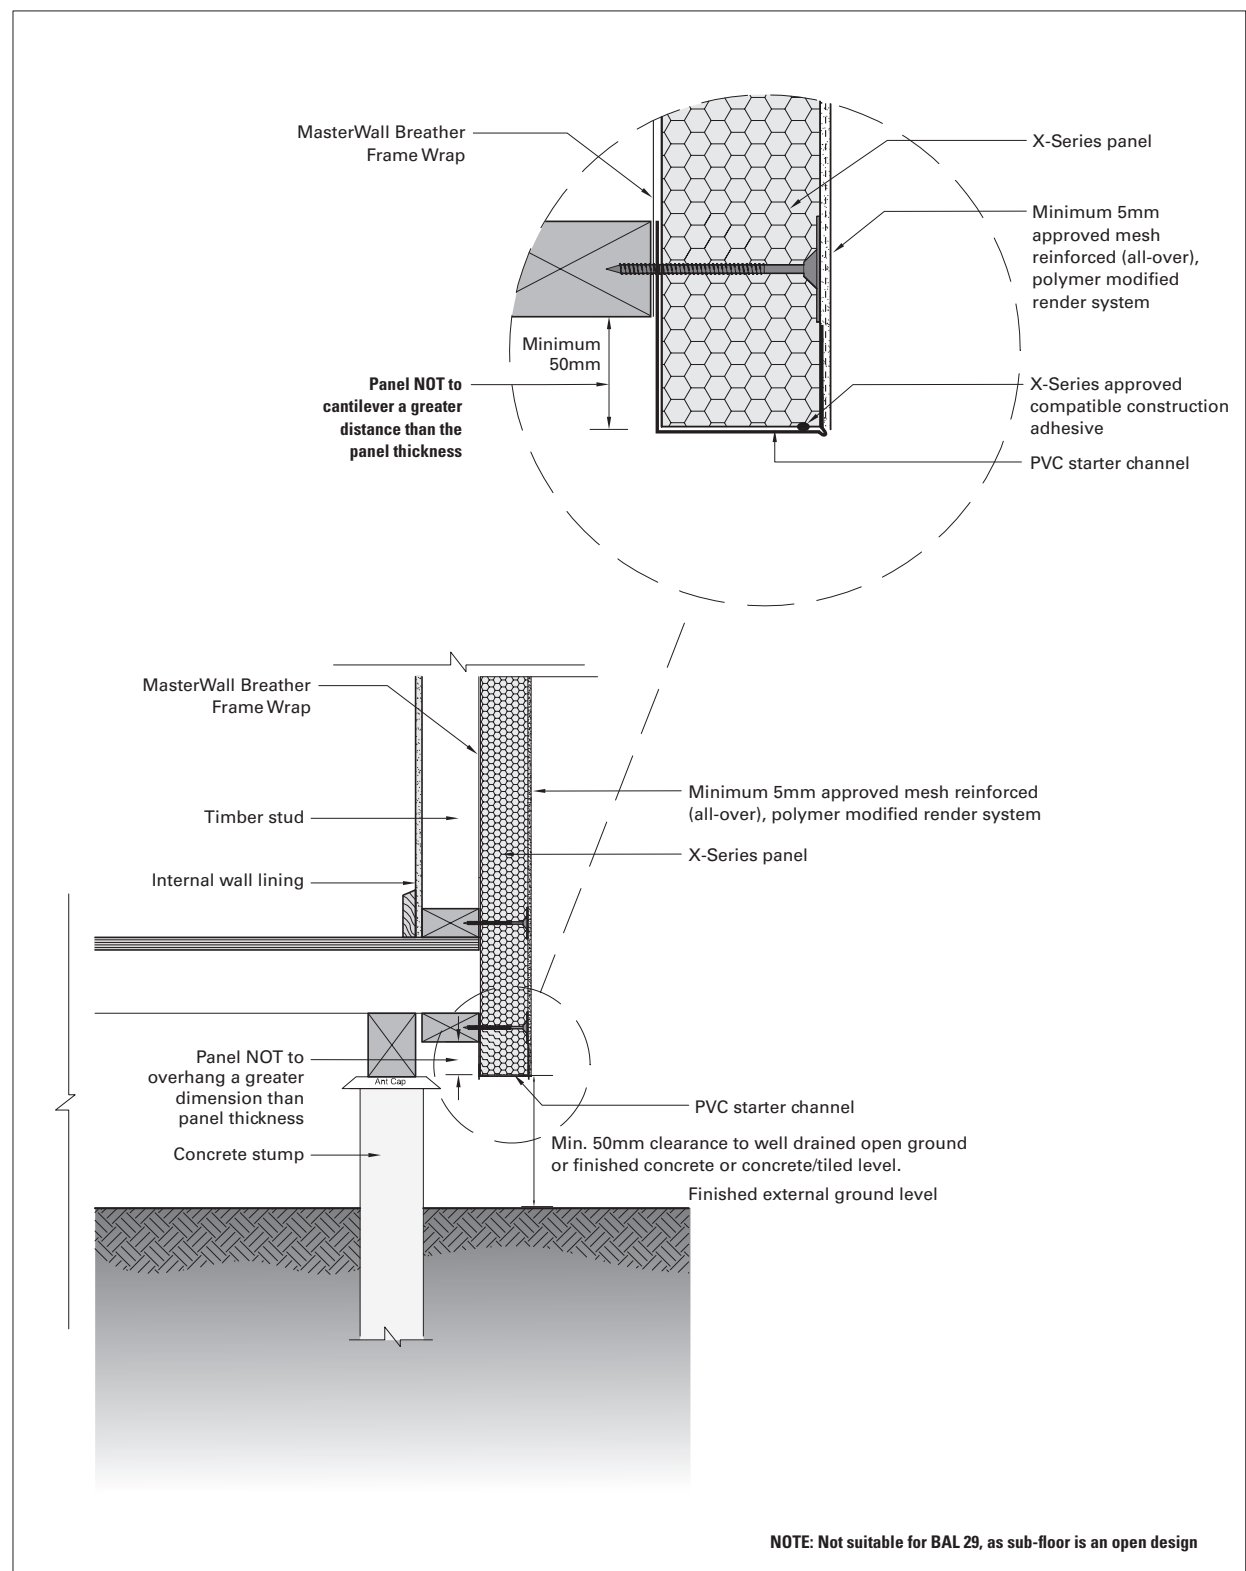 MasterWall Breather
Frame Wrap
X-Series panel
Minimum 5mm
approved mesh
reinforced (all-over),
polymer modified
render system
Minimum
50mm
Panel NOT to
cantilever a greater
distance than the
panel thickness
X-Series approved
compatible construction
adhesive
PVC starter channel
MasterWall Breather
Frame Wrap
Timber stud
Internal wall lining
Minimum 5mm approved mesh reinforced
(all-over), polymer modified render system
X-Series panel
Panel NOT to
overhang a greater
dimension than
panel thickness
Ant Cap
Concrete stump
PVC starter channel
Min. 50mm clearance to well drained open ground
or finished concrete or concrete/tiled level.
Finished external ground level
NOTE: Not suitable for BAL 29, as sub-floor is an open design